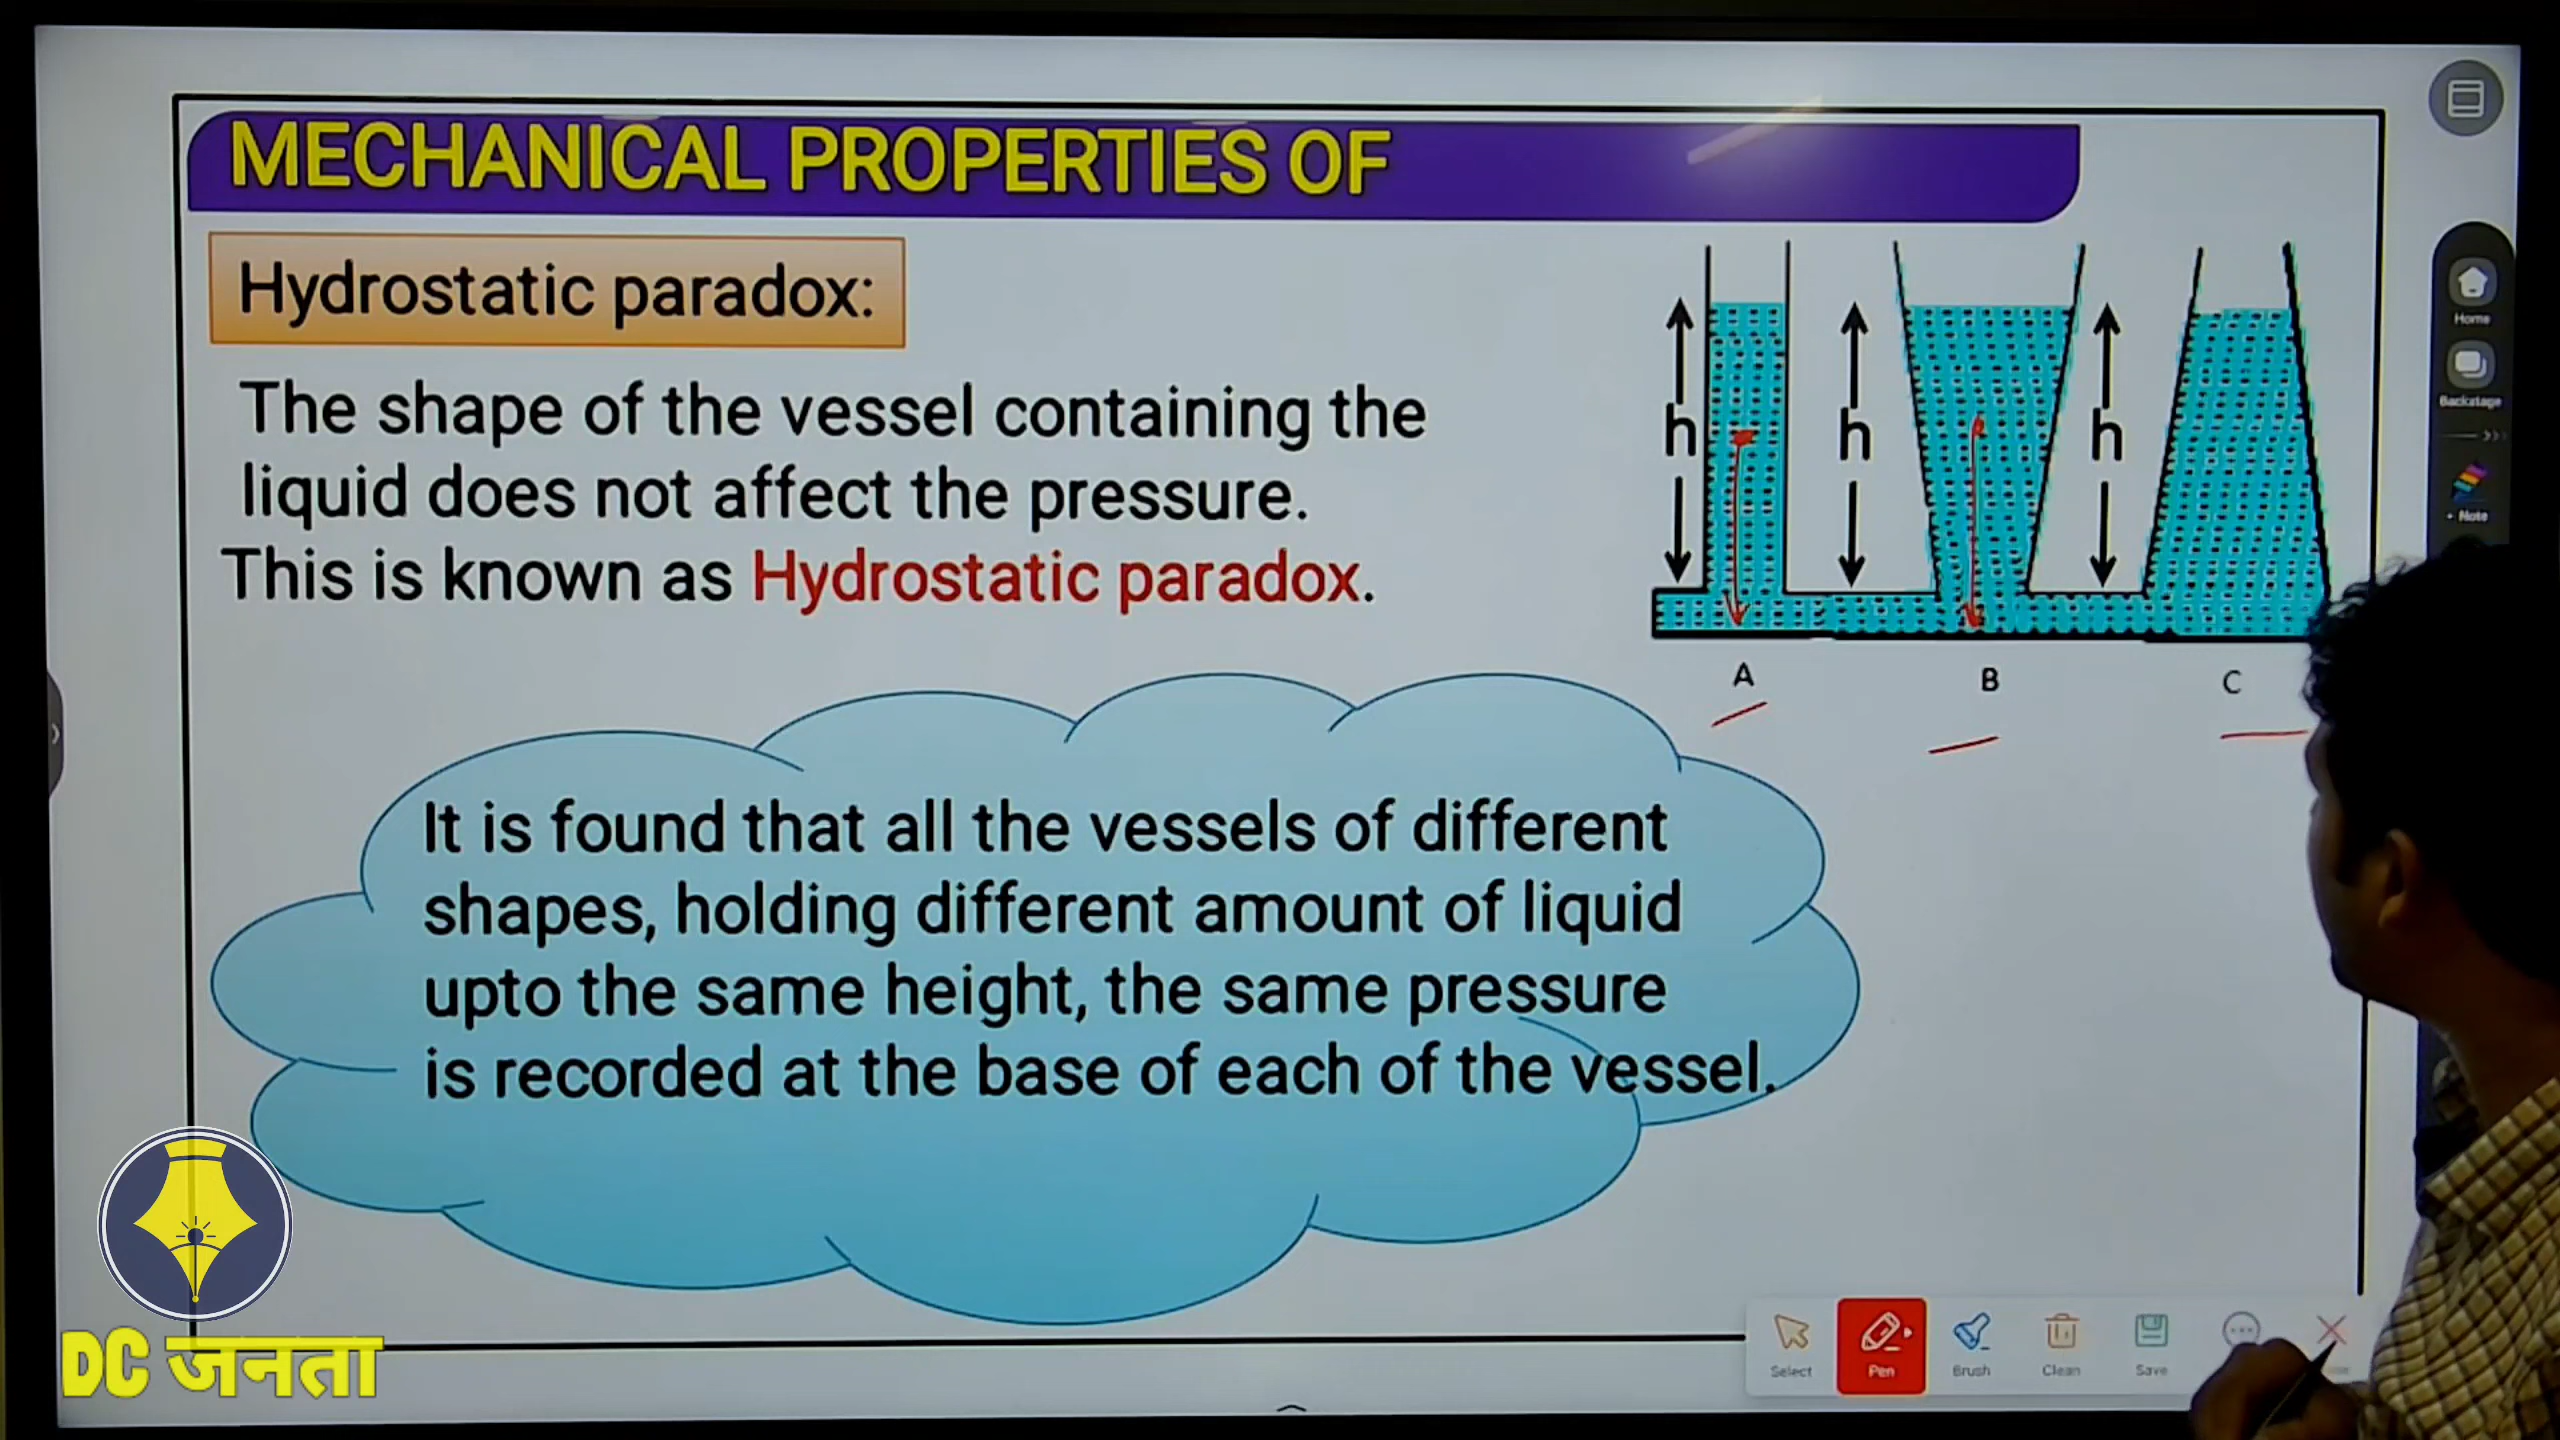 MECHANICAL PROPERTIES OF
Hydrostatic paradox:
The shape of the vessel containing the
liquid does not affect the pressure.
This is known as Hydrostatic paradox.
h
h
h
A
B
C
It is found that all the vessels of different
shapes, holding different amount of liquid
upto the same height, the same pressure
is recorded at the base of each of the vessel.
Home
Backstage
+ Note
DC जनता
Select
Pen
Brush
Clean
Save